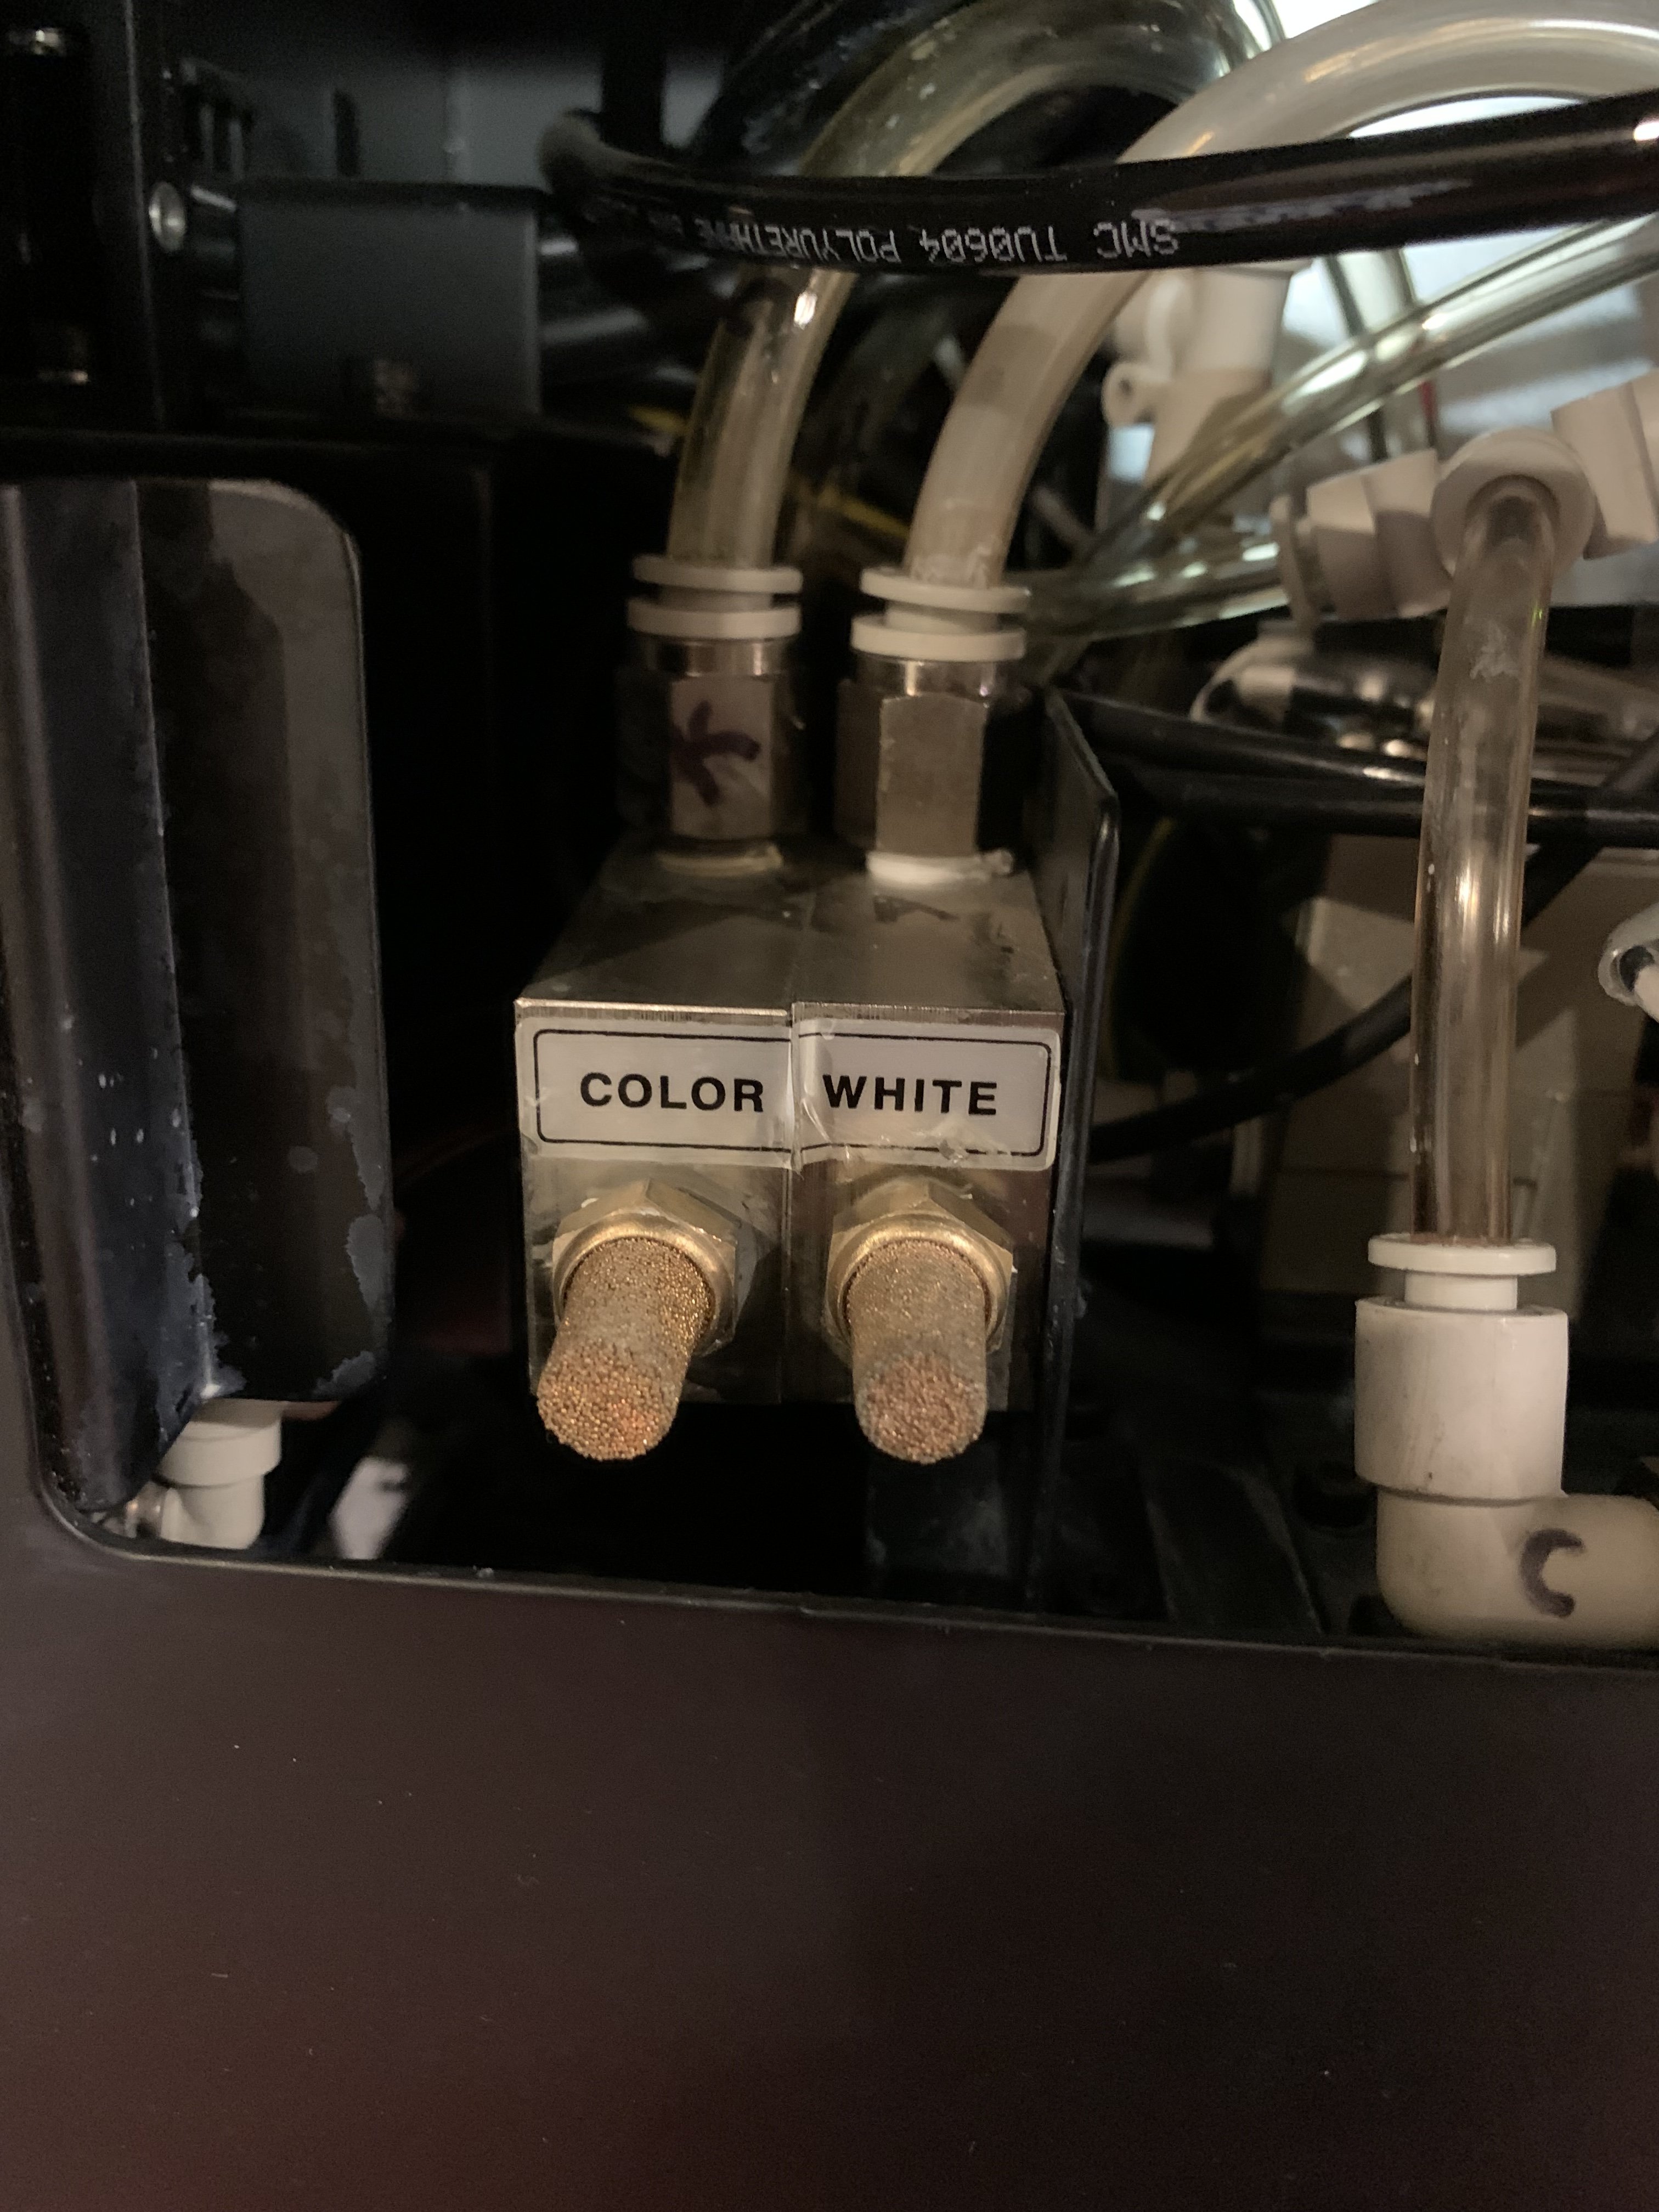 SMC TU0604 POLYURETHANE
K
COLOR WHITE
C